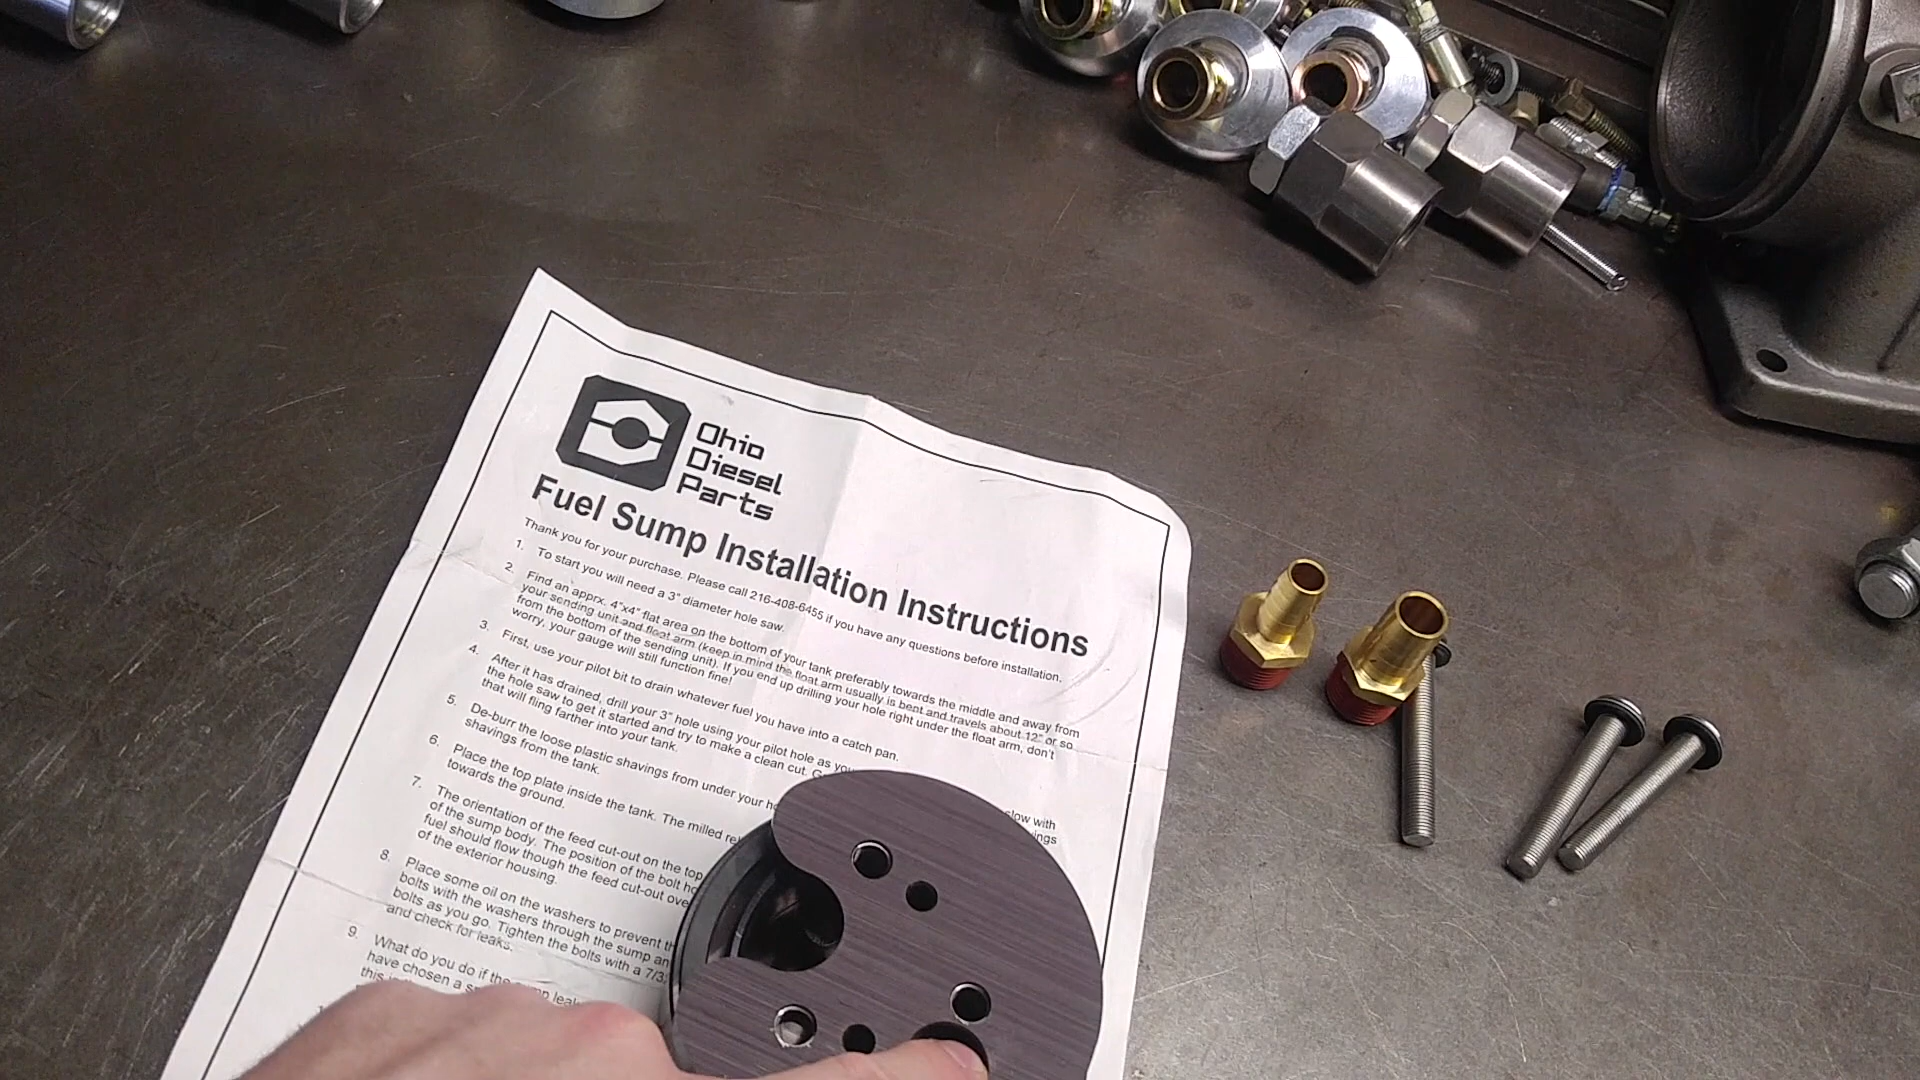 Ohio
Diesel
Parts
Fuel Sump Installation Instructions
Thank you for your purchase. Please call 216-408-6455 if you have any questions before installation.
1. To start you will need a 3" diameter hole saw.
2. Find an apprx. 4"x4" flat area on the bottom of your tank preferably towards the middle and away from
your sending unit and float arm (keep in mind the float arm usually is bent and travels about 12" or so
from the bottom of the sending unit). If you end up drilling your hole right under the float arm, don't
worry, your gauge will still function fine!
3. First, use your pilot bit to drain whatever fuel you have into a catch pan.
4. After it has drained, drill your 3" hole using your pilot hole as you
slow with
the hole saw to get it started and try to make a clean cut.
that will fling farther into your tank.
5. De-burr the loose plastic shavings from under your
shavings from the tank.
6. Place the top plate inside the tank. The milled
towards the ground.
7. The orientation of the feed cut-out on the top
of the sump body. The position of the bolt
fuel should flow though the feed cut-out
of the exterior housing.
8. Place some oil on the washers to prevent
bolts with the washers through the sump
bolts as you go. Tighten the bolts with a
and check for leaks.
9. What do you do if the sump
have chosen a
this